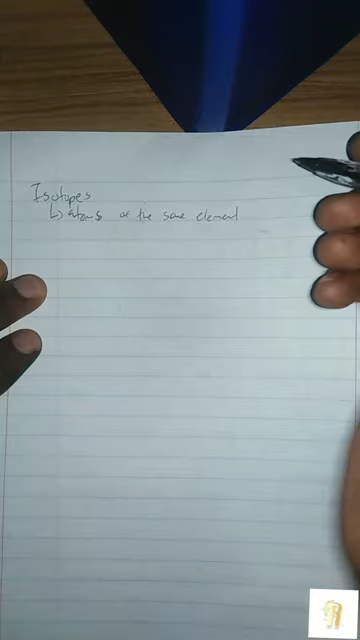 Isotopes
↳ atoms of the same element